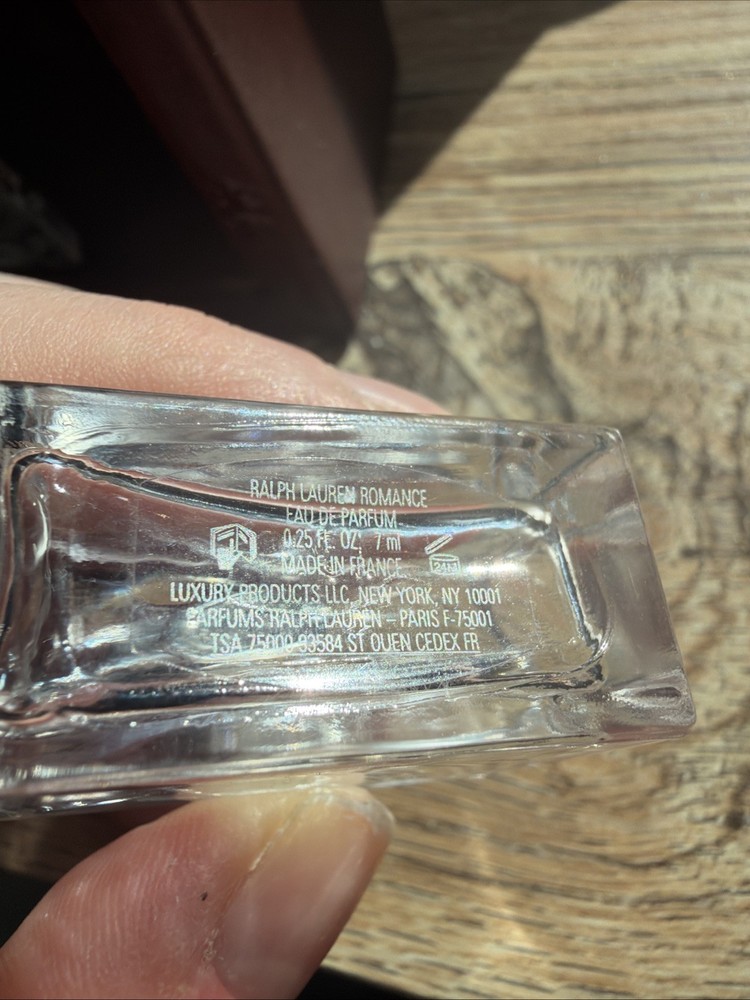 RALPH LAUREN ROMANCE
EAU DE PARFUM
0.25 FL. OZ. 7 ml
MADE IN FRANCE
24M
LUXURY PRODUCTS LLC, NEW YORK, NY 10001
PARFUMS RALPH LAUREN – PARIS F-75001
TSA 75000 93584 ST OUEN CEDEX FR